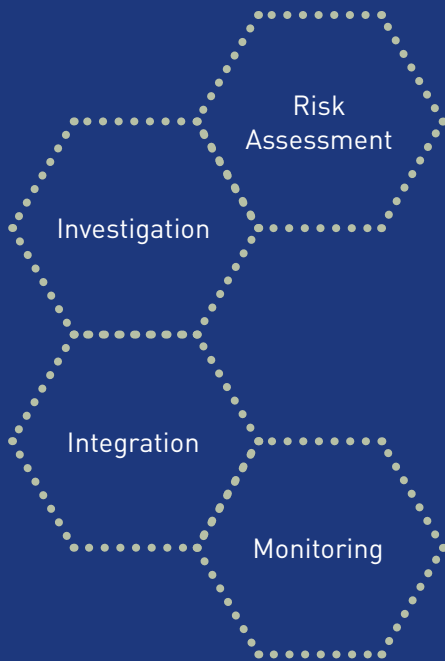 Risk
Assessment
Investigation
Integration
Monitoring